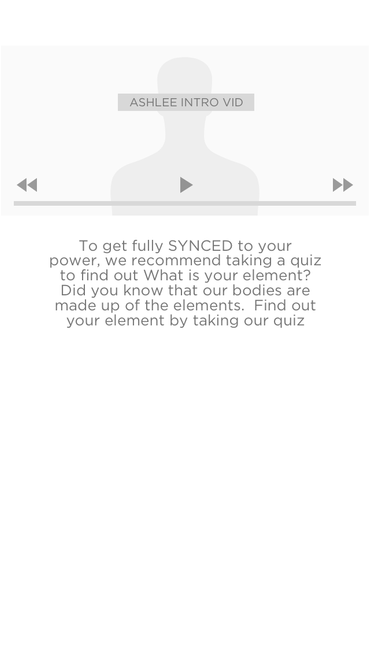 ASHLEE INTRO VID
To get fully SYNCED to your
power, we recommend taking a quiz
to find out What is your element?
Did you know that our bodies are
made up of the elements.  Find out
your element by taking our quiz